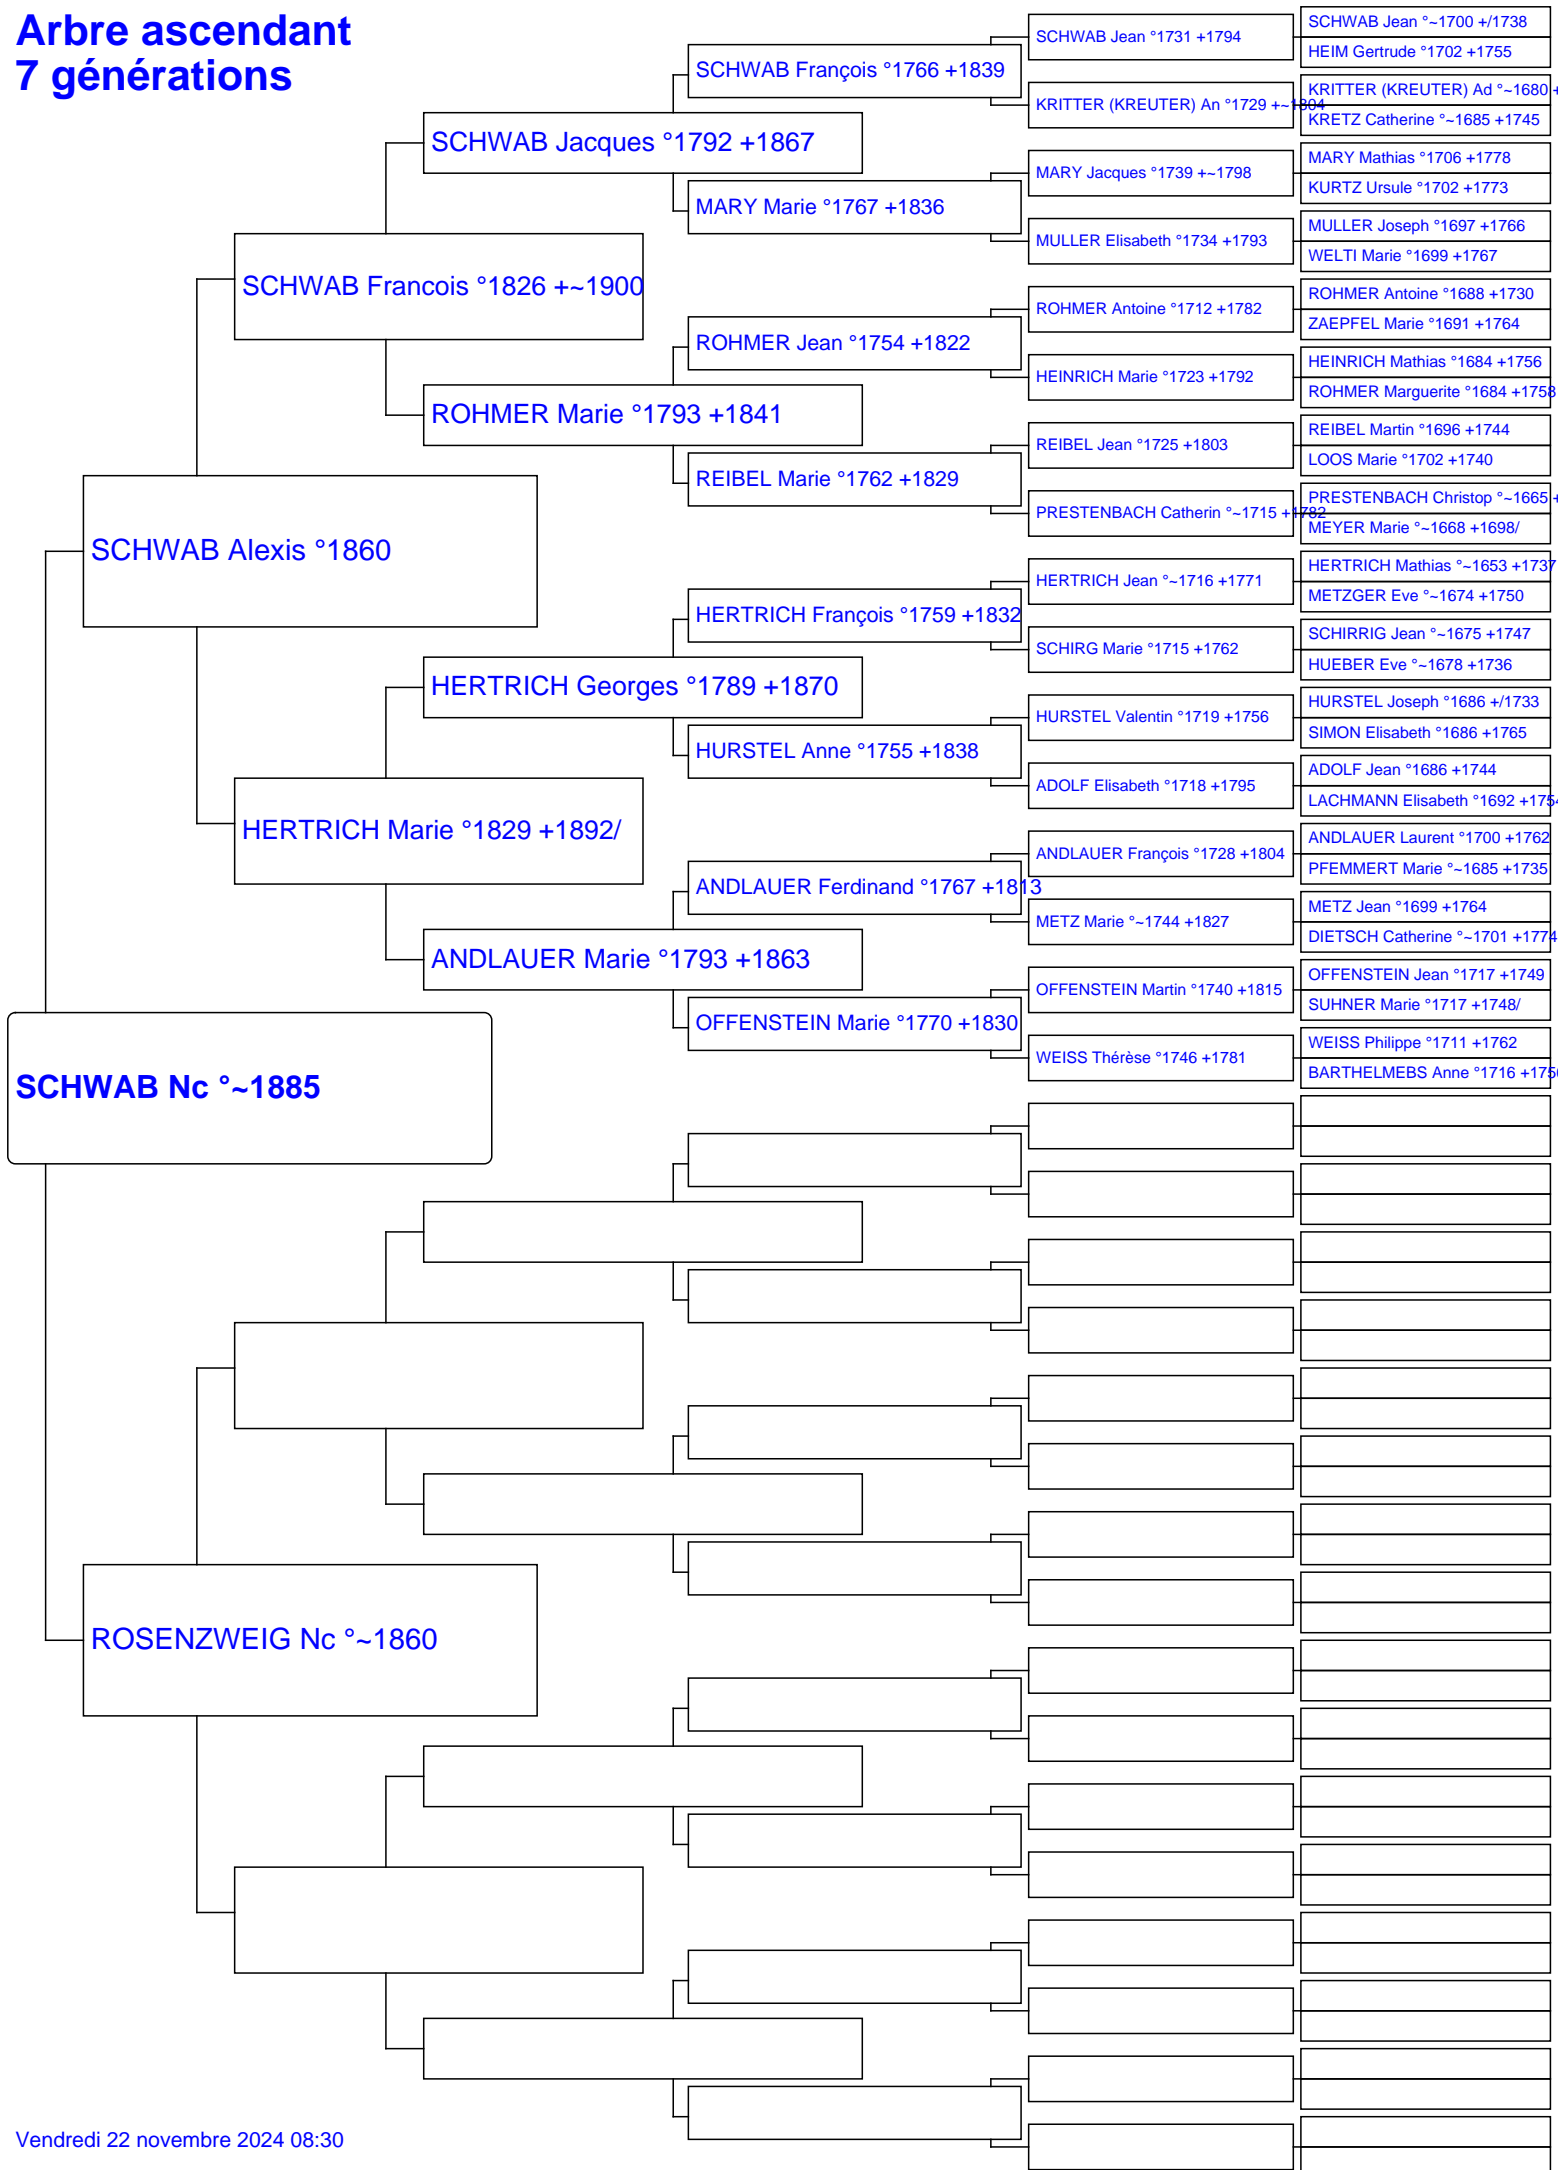 Arbre ascendant
7 générations
SCHWAB Nc °~1885
SCHWAB Alexis °1860
ROSENZWEIG Nc °~1860
SCHWAB Francois °1826 +~1900
HERTRICH Marie °1829 +1892/
SCHWAB Jacques °1792 +1867
ROHMER Marie °1793 +1841
HERTRICH Georges °1789 +1870
ANDLAUER Marie °1793 +1863
SCHWAB François °1766 +1839
MARY Marie °1767 +1836
ROHMER Jean °1754 +1822
REIBEL Marie °1762 +1829
HERTRICH François °1759 +1832
HURSTEL Anne °1755 +1838
ANDLAUER Ferdinand °1767 +1813
OFFENSTEIN Marie °1770 +1830
SCHWAB Jean °1731 +1794
KRITTER (KREUTER) An °1729 +~1804
MARY Jacques °1739 +~1798
MULLER Elisabeth °1734 +1793
ROHMER Antoine °1712 +1782
HEINRICH Marie °1723 +1792
REIBEL Jean °1725 +1803
PRESTENBACH Catherin °~1715 +1782
HERTRICH Jean °~1716 +1771
SCHIRG Marie °1715 +1762
HURSTEL Valentin °1719 +1756
ADOLF Elisabeth °1718 +1795
ANDLAUER François °1728 +1804
METZ Marie °~1744 +1827
OFFENSTEIN Martin °1740 +1815
WEISS Thérèse °1746 +1781
SCHWAB Jean °~1700 +/1738
HEIM Gertrude °1702 +1755
KRITTER (KREUTER) Ad °~1680 +
KRETZ Catherine °~1685 +1745
MARY Mathias °1706 +1778
KURTZ Ursule °1702 +1773
MULLER Joseph °1697 +1766
WELTI Marie °1699 +1767
ROHMER Antoine °1688 +1730
ZAEPFEL Marie °1691 +1764
HEINRICH Mathias °1684 +1756
ROHMER Marguerite °1684 +1758
REIBEL Martin °1696 +1744
LOOS Marie °1702 +1740
PRESTENBACH Christop °~1665 +
MEYER Marie °~1668 +1698/
HERTRICH Mathias °~1653 +1737
METZGER Eve °~1674 +1750
SCHIRRIG Jean °~1675 +1747
HUEBER Eve °~1678 +1736
HURSTEL Joseph °1686 +/1733
SIMON Elisabeth °1686 +1765
ADOLF Jean °1686 +1744
LACHMANN Elisabeth °1692 +1754
ANDLAUER Laurent °1700 +1762
PFEMMERT Marie °~1685 +1735
METZ Jean °1699 +1764
DIETSCH Catherine °~1701 +1774
OFFENSTEIN Jean °1717 +1749
SUHNER Marie °1717 +1748/
WEISS Philippe °1711 +1762
BARTHELMEBS Anne °1716
Vendredi 22 novembre 2024 08:30